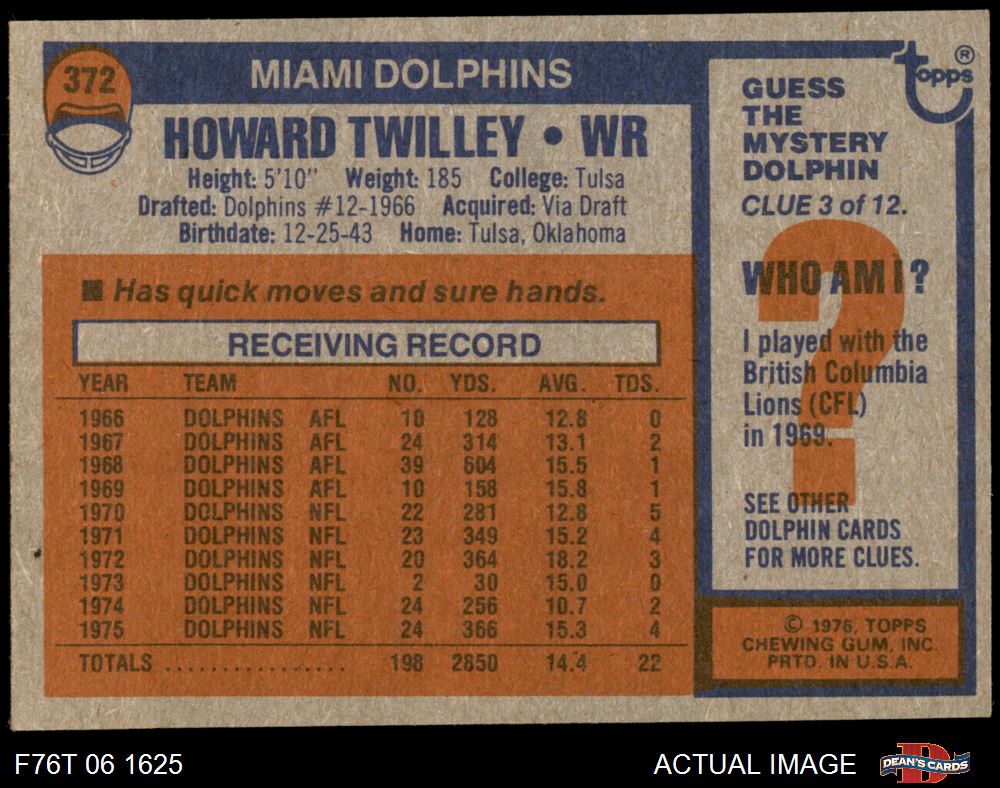 372
MIAMI DOLPHINS
HOWARD TWILLEY • WR
Height: 5'10" Weight: 185 College: Tulsa
Drafted: Dolphins #12-1966 Acquired: Via Draft
Birthdate: 12-25-43 Home: Tulsa, Oklahoma
■ Has quick moves and sure hands.
RECEIVING RECORD
YEAR TEAM NO. YDS. AVG. TDS.
1966 DOLPHINS AFL 10 128 12.8 0
1967 DOLPHINS AFL 24 314 13.1 2
1968 DOLPHINS AFL 39 604 15.5 1
1969 DOLPHINS AFL 10 158 15.8 1
1970 DOLPHINS NFL 22 281 12.8 5
1971 DOLPHINS NFL 23 349 15.2 4
1972 DOLPHINS NFL 20 364 18.2 3
1973 DOLPHINS NFL 2 30 15.0 0
1974 DOLPHINS NFL 24 256 10.7 2
1975 DOLPHINS NFL 24 366 15.3 4
TOTALS ................. 198 2850 14.4 22
topps ®
GUESS
THE
MYSTERY
DOLPHIN
CLUE 3 of 12.
?
WHO AM I?
I played with the
British Columbia
Lions (CFL)
in 1969.
SEE OTHER
DOLPHIN CARDS
FOR MORE CLUES.
© 1976, TOPPS
CHEWING GUM, INC.
PRTD. IN U.S.A.
F76T 06 1625
ACTUAL IMAGE
DEAN'S CARDS